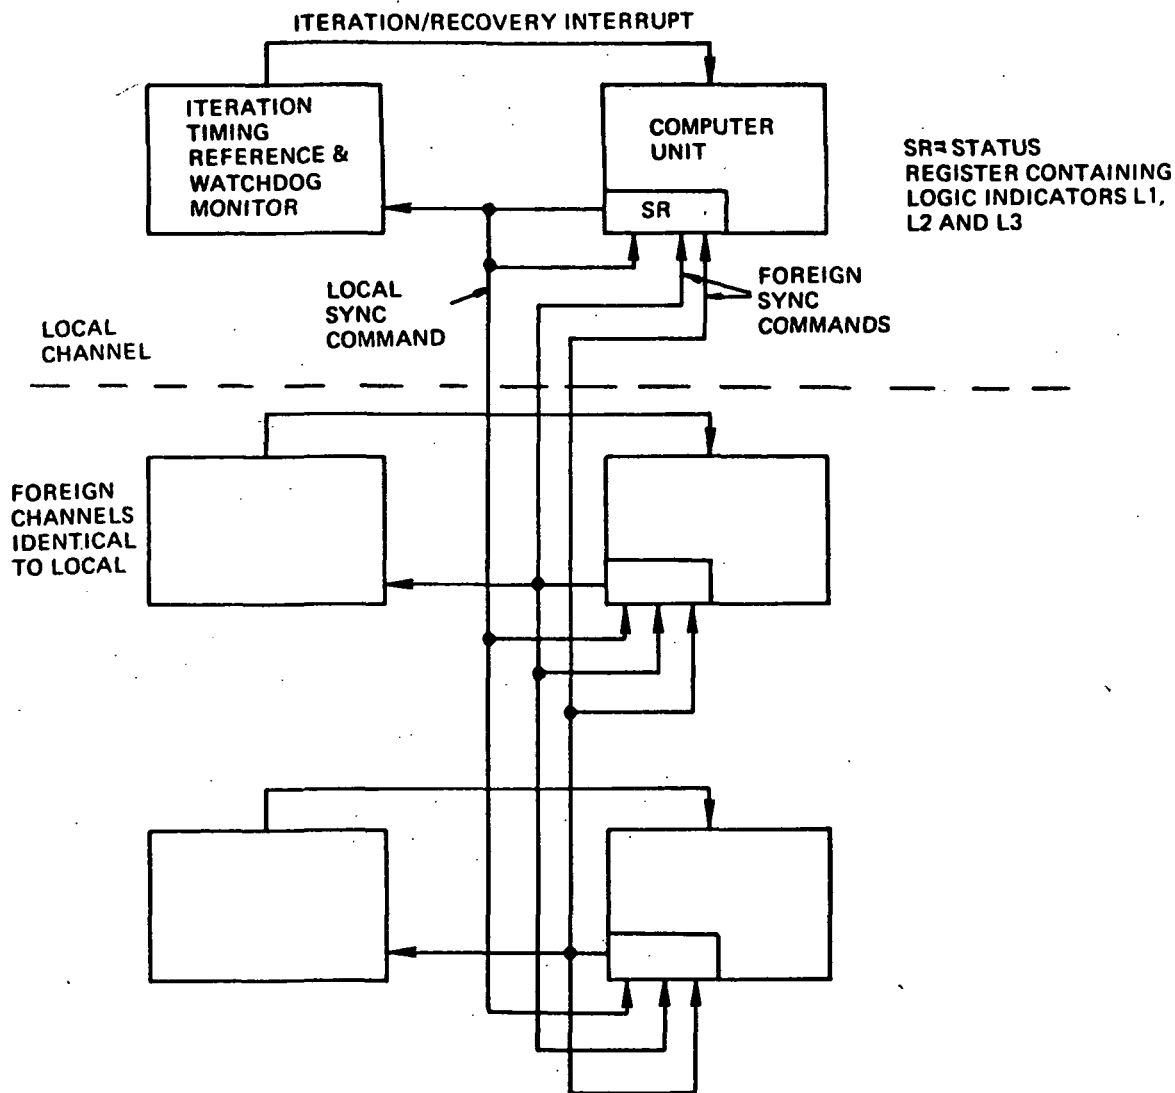 ITERATION/RECOVERY INTERRUPT
ITERATION
TIMING
REFERENCE &
WATCHDOG
MONITOR
COMPUTER
UNIT
SR
SR= STATUS
REGISTER CONTAINING
LOGIC INDICATORS L1,
L2 AND L3
LOCAL
SYNC
COMMAND
FOREIGN
SYNC
COMMANDS
LOCAL
CHANNEL
FOREIGN
CHANNELS
IDENTICAL
TO LOCAL